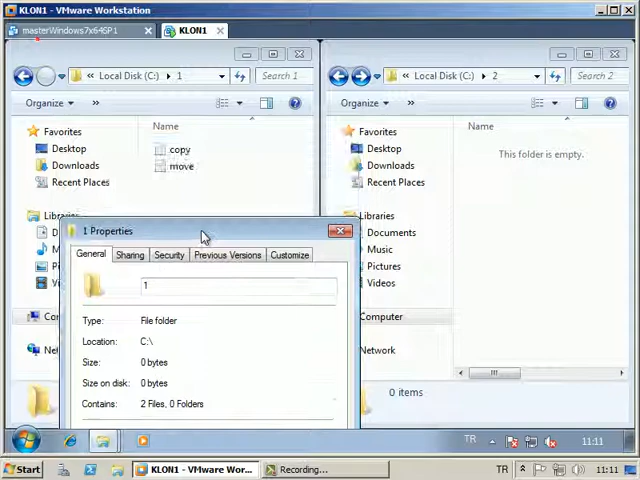 KLON1 - VMware Workstation
masterWindows7x64SP1
KLON1
Local Disk (C:) 1
Search 1
Local Disk (C:) 2
Search 2
Organize
Organize
Favorites
Desktop
Downloads
Recent Places
Libraries
Name
copy
move
Favorites
Desktop
Downloads
Recent Places
Libraries
Documents
Music
Pictures
Videos
Computer
Network
Name
This folder is empty.
0 items
1 Properties
General
Sharing
Security
Previous Versions
Customize
1
Type: File folder
Location: C:\
Size: 0 bytes
Size on disk: 0 bytes
Contains: 2 Files, 0 Folders
TR
11:11
Start
KLON1 - VMware Wor...
Recording...
TR
11:11